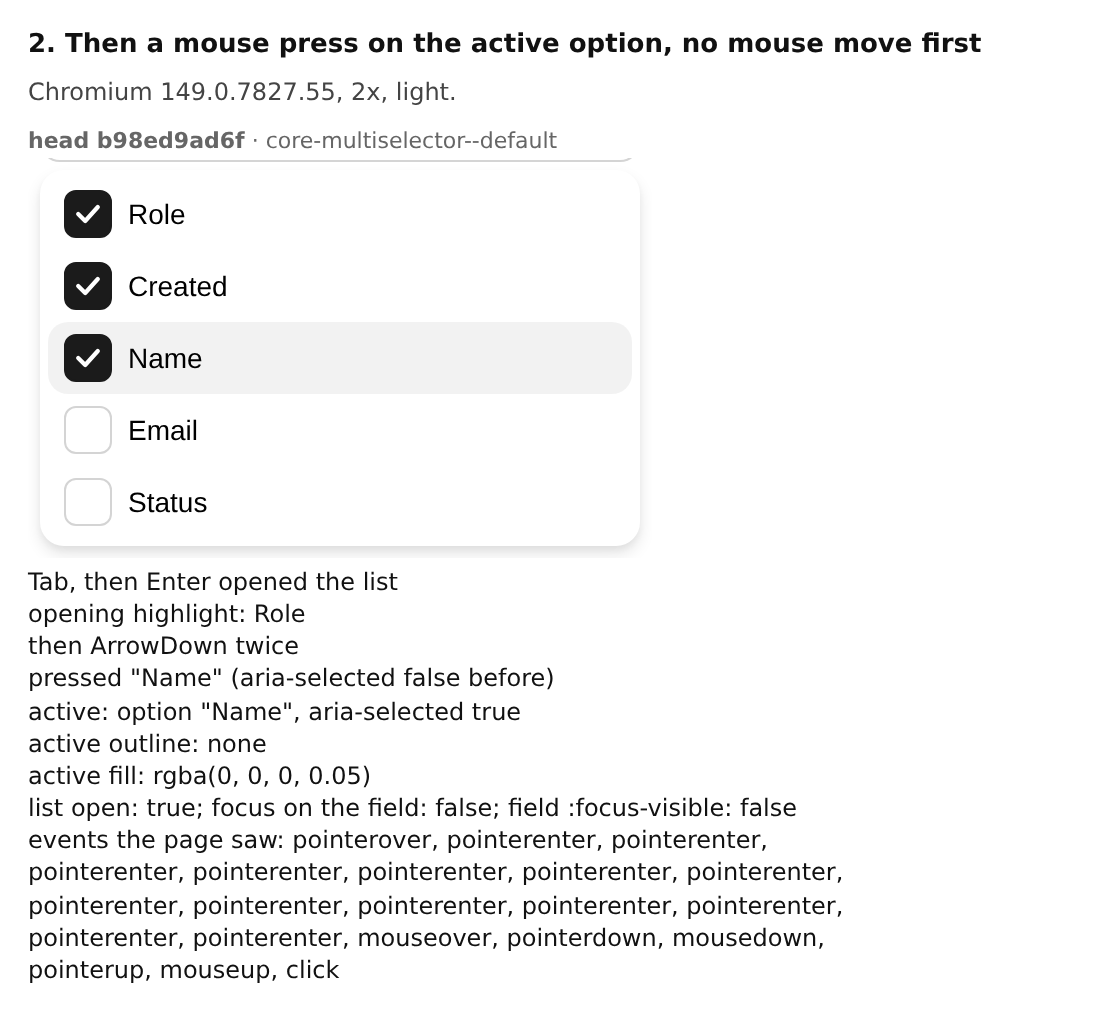 2. Then a mouse press on the active option, no mouse move first
Chromium 149.0.7827.55, 2x, light.
head b98ed9ad6f · core-multiselector--default
Role
Created
Name
Email
Status
Tab, then Enter opened the list
opening highlight: Role
then ArrowDown twice
pressed "Name" (aria-selected false before)
active: option "Name", aria-selected true
active outline: none
active fill: rgba(0, 0, 0, 0.05)
list open: true; focus on the field: false; field :focus-visible: false
events the page saw: pointerover, pointerenter, pointerenter,
pointerenter, pointerenter, pointerenter, pointerenter, pointerenter,
pointerenter, pointerenter, pointerenter, pointerenter, pointerenter,
pointerenter, pointerenter, mouseover, pointerdown, mousedown,
pointerup, mouseup, click